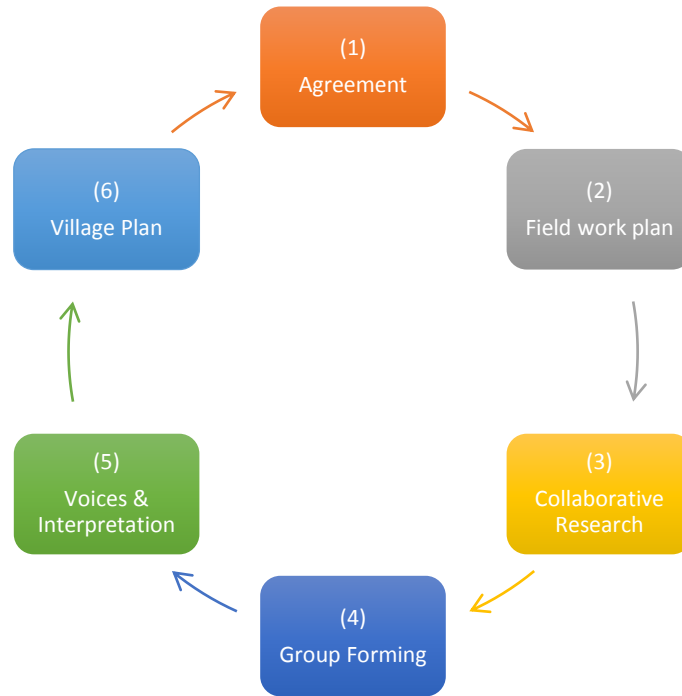 (1)
Agreement
(2)
Field work plan
(3)
Collaborative
Research
(4)
Group Forming
(5)
Voices &
Interpretation
(6)
Village Plan